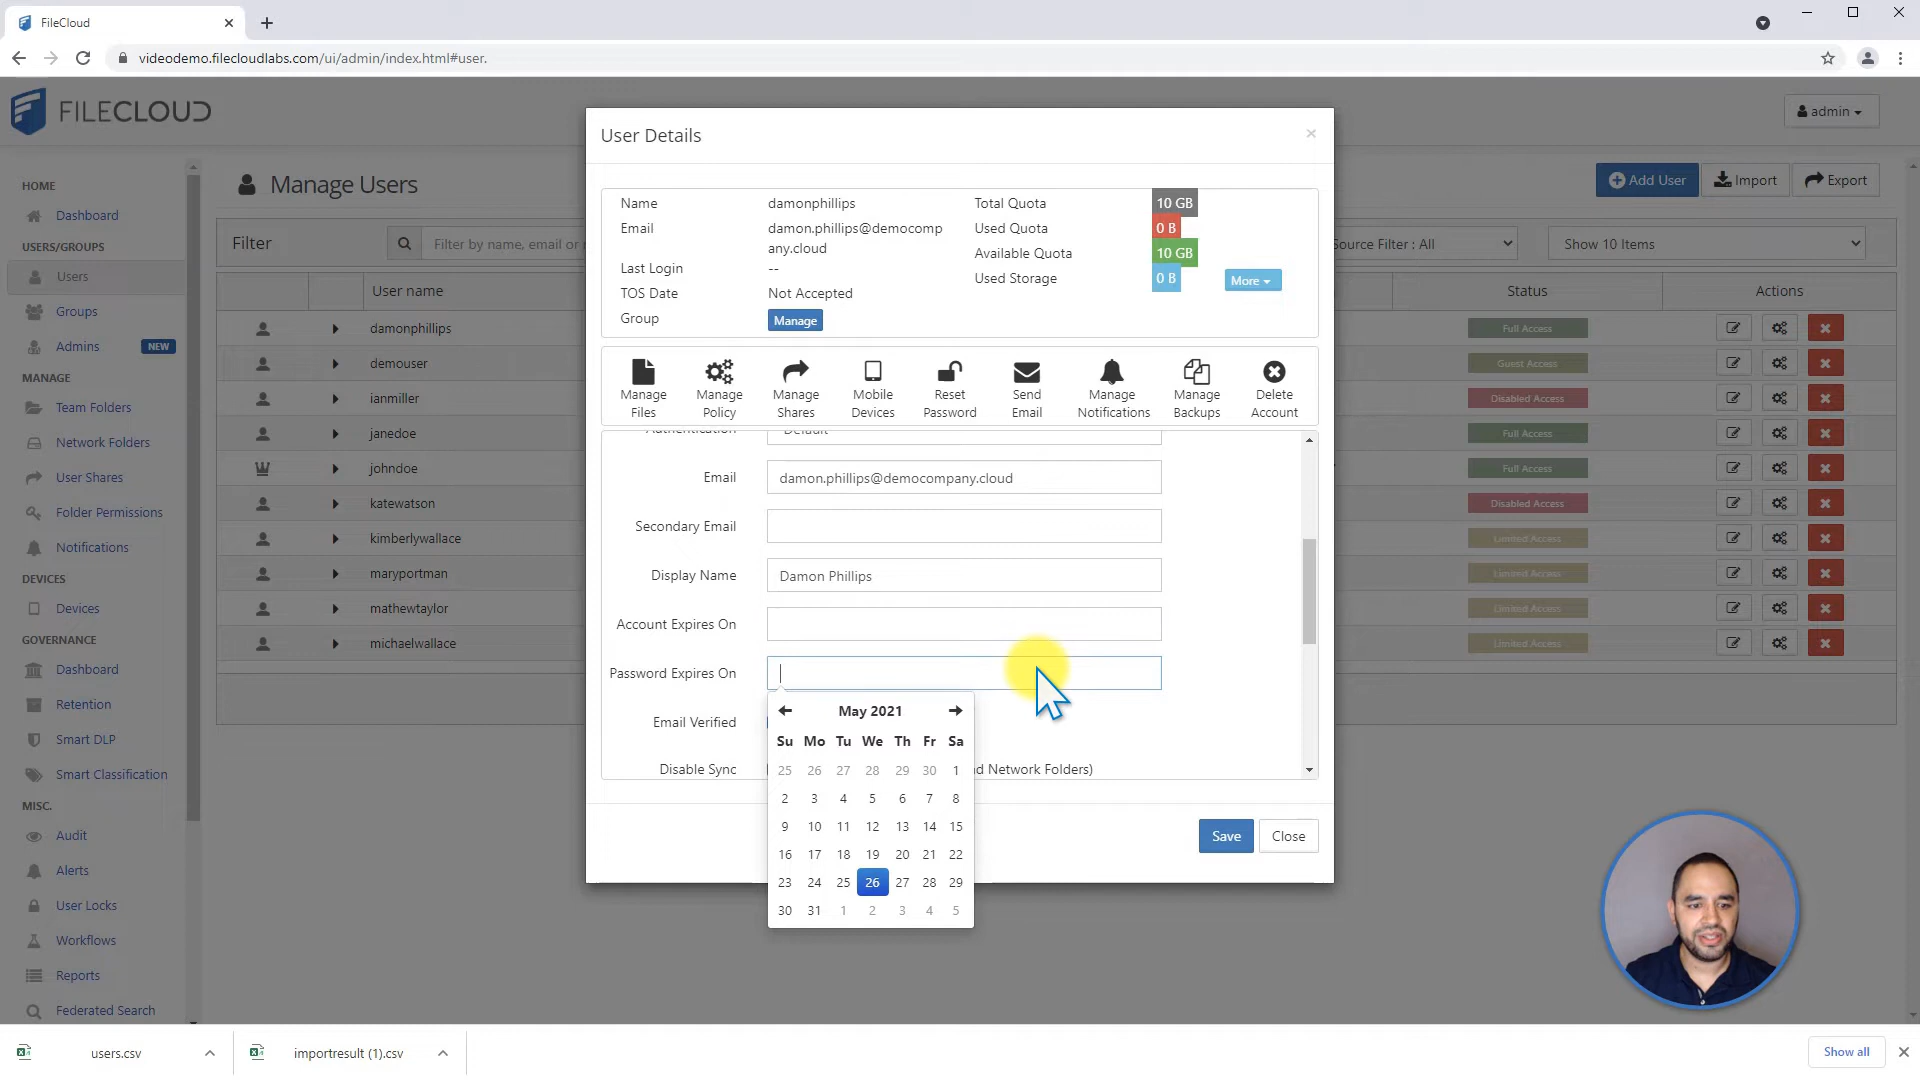 FileCloud
videodemo.filecloudlabs.com/ui/admin/index.html#user.
FILECLOUD
admin
HOME
Dashboard
USERS/GROUPS
Users
Groups
Admins NEW
MANAGE
Team Folders
Network Folders
User Shares
Folder Permissions
Notifications
DEVICES
Devices
GOVERNANCE
Dashboard
Retention
Smart DLP
Smart Classification
MISC.
Audit
Alerts
User Locks
Workflows
Reports
Federated Search
Manage Users
Add User Import Export
Filter Filter by name, email or
Source Filter : All Show 10 Items
User name Status Actions
damonphillips Full Access
demouser Guest Access
ianmiller Disabled Access
janedoe Full Access
johndoe Full Access
katewatson Disabled Access
kimberlywallace Limited Access
maryportman Limited Access
mathewtaylor Limited Access
michaelwallace Limited Access
User Details ×
Name damonphillips Total Quota 10 GB
Email damon.phillips@democomp
any.cloud
Used Quota 0 B
Available Quota 10 GB
Last Login --
Used Storage 0 B More
TOS Date Not Accepted
Group Manage
Manage Files
Manage Policy
Manage Shares
Mobile Devices
Reset Password
Send Email
Manage Notifications
Manage Backups
Delete Account
Authentication Default
Email damon.phillips@democompany.cloud
Secondary Email
Display Name Damon Phillips
Account Expires On
Password Expires On
Email Verified
Disable Sync nd Network Folders)
May 2021
Su Mo Tu We Th Fr Sa
25 26 27 28 29 30 1
2 3 4 5 6 7 8
9 10 11 12 13 14 15
16 17 18 19 20 21 22
23 24 25 26 27 28 29
30 31 1 2 3 4 5
Save Close
users.csv importresult (1).csv Show all